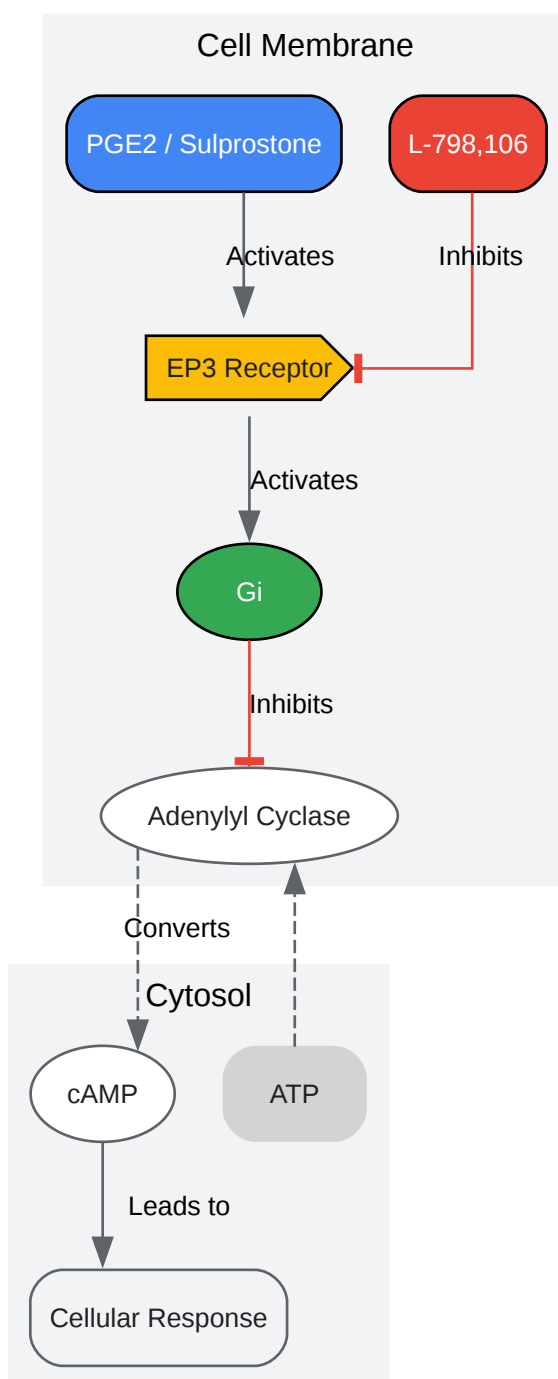 Cell Membrane
PGE2 / Sulprostone
L-798,106
Activates
Inhibits
EP3 Receptor
Activates
Gi
Inhibits
Adenylyl Cyclase
Converts
Cytosol
cAMP
ATP
Leads to
Cellular Response